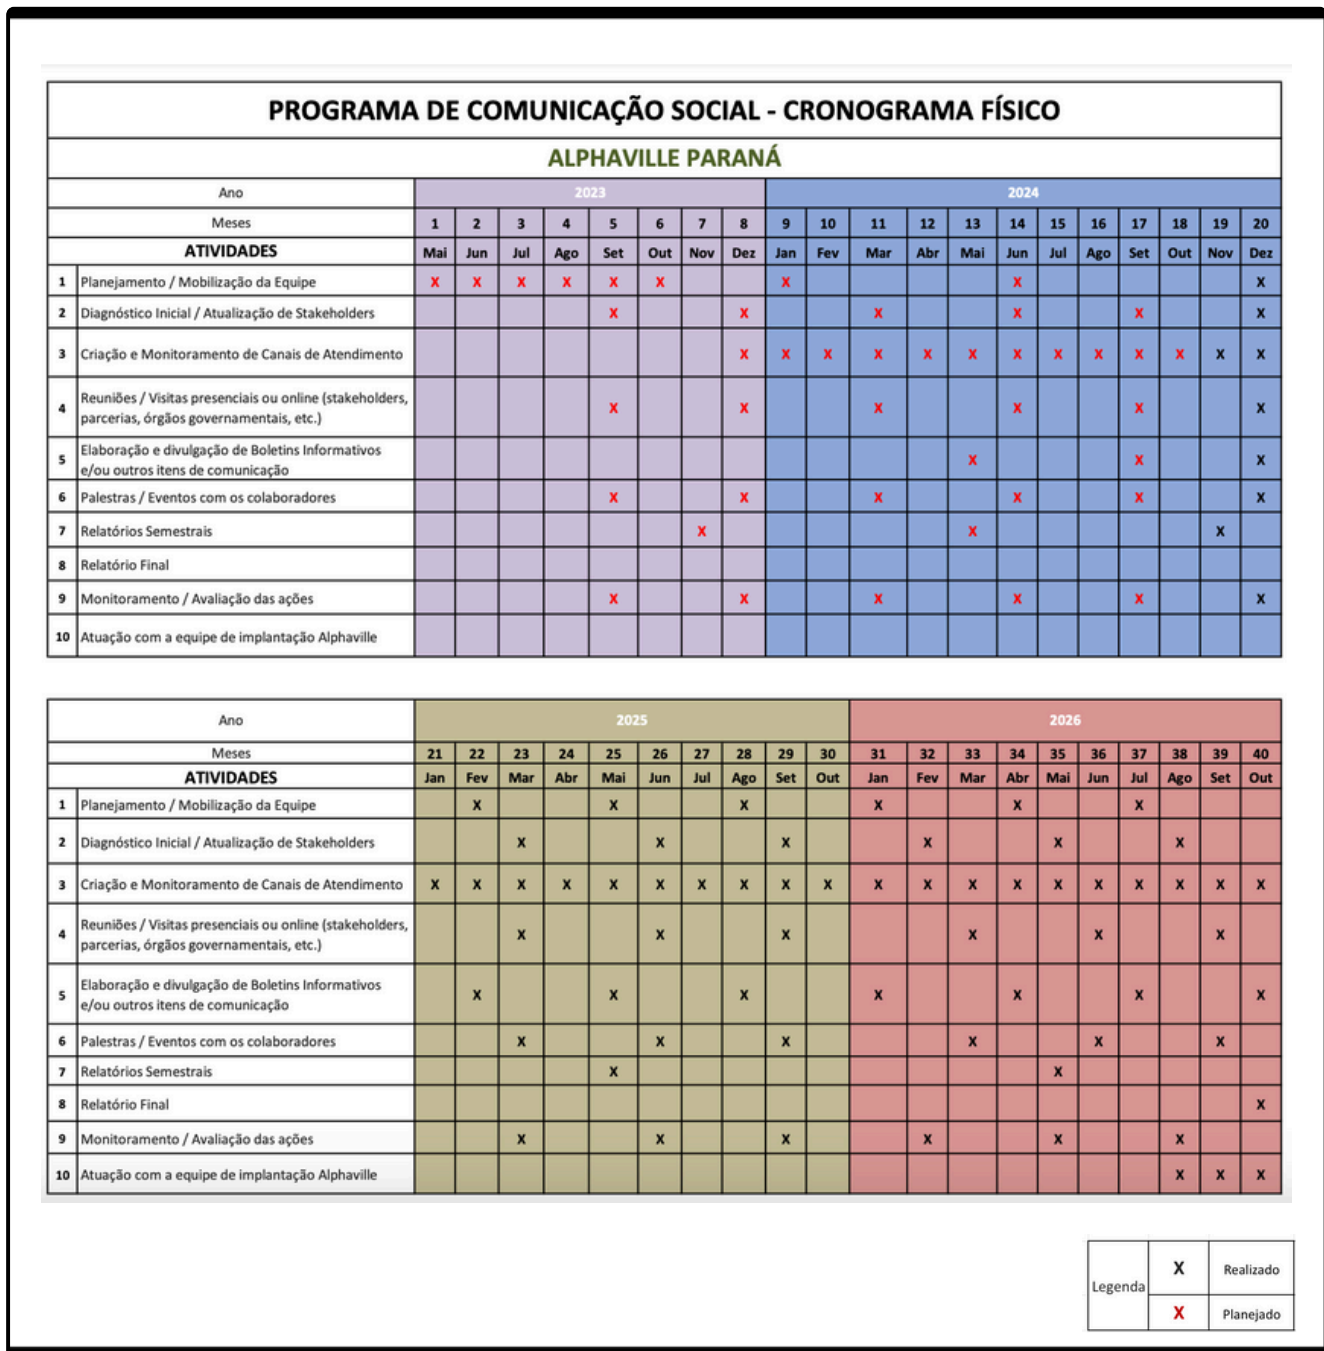 PROGRAMA DE COMUNICAÇÃO SOCIAL - CRONOGRAMA FÍSICO
ALPHAVILLE PARANÁ
Ano 2023 2024
Meses 1 2 3 4 5 6 7 8 9 10 11 12 13 14 15 16 17 18 19 20
ATIVIDADES Mai Jun Jul Ago Set Out Nov Dez Jan Fev Mar Abr Mai Jun Jul Ago Set Out Nov Dez
1 Planejamento / Mobilização da Equipe X X X X X X X X X
2 Diagnóstico Inicial / Atualização de Stakeholders X X X X X X
3 Criação e Monitoramento de Canais de Atendimento X X X X X X X X X X X X X
4 Reuniões / Visitas presenciais ou online (stakeholders,
parcerias, órgãos governamentais, etc.) X X X X X X
5 Elaboração e divulgação de Boletins Informativos
e/ou outros itens de comunicação X X X
6 Palestras / Eventos com os colaboradores X X X X X X
7 Relatórios Semestrais X X X
8 Relatório Final
9 Monitoramento / Avaliação das ações X X X X X X
10 Atuação com a equipe de implantação Alphaville
Ano 2025 2026
Meses 21 22 23 24 25 26 27 28 29 30 31 32 33 34 35 36 37 38 39 40
ATIVIDADES Jan Fev Mar Abr Mai Jun Jul Ago Set Out Jan Fev Mar Abr Mai Jun Jul Ago Set Out
1 Planejamento / Mobilização da Equipe X X X X X X
2 Diagnóstico Inicial / Atualização de Stakeholders X X X X X X
3 Criação e Monitoramento de Canais de Atendimento X X X X X X X X X X X X X X X X X X X X
4 Reuniões / Visitas presenciais ou online (stakeholders,
parcerias, órgãos governamentais, etc.) X X X X X X
5 Elaboração e divulgação de Boletins Informativos
e/ou outros itens de comunicação X X X X X X X
6 Palestras / Eventos com os colaboradores X X X X X X
7 Relatórios Semestrais X X
8 Relatório Final X
9 Monitoramento / Avaliação das ações X X X X X X
10 Atuação com a equipe de implantação Alphaville X X X
Legenda
X Realizado
X Planejado